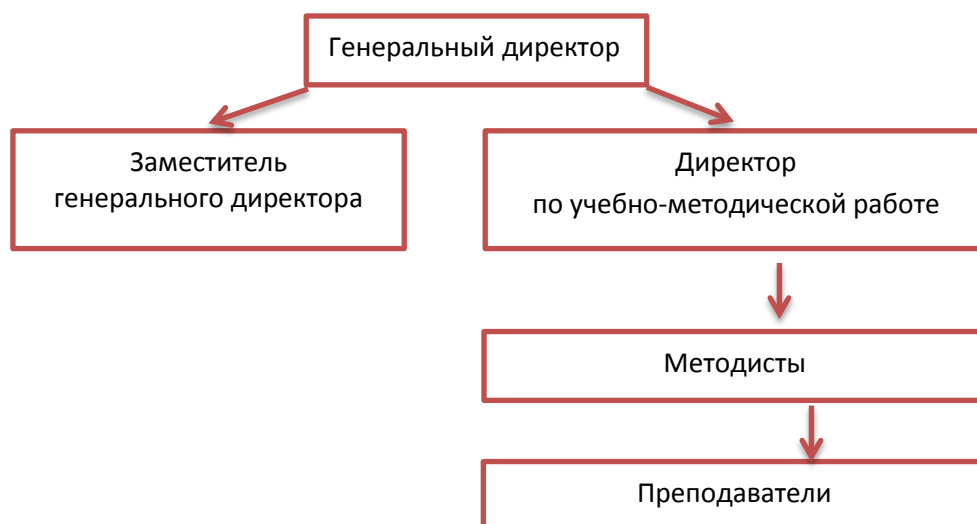 Генеральный директор
Заместитель
генерального директора
Директор
по учебно-методической работе
Методисты
Преподаватели